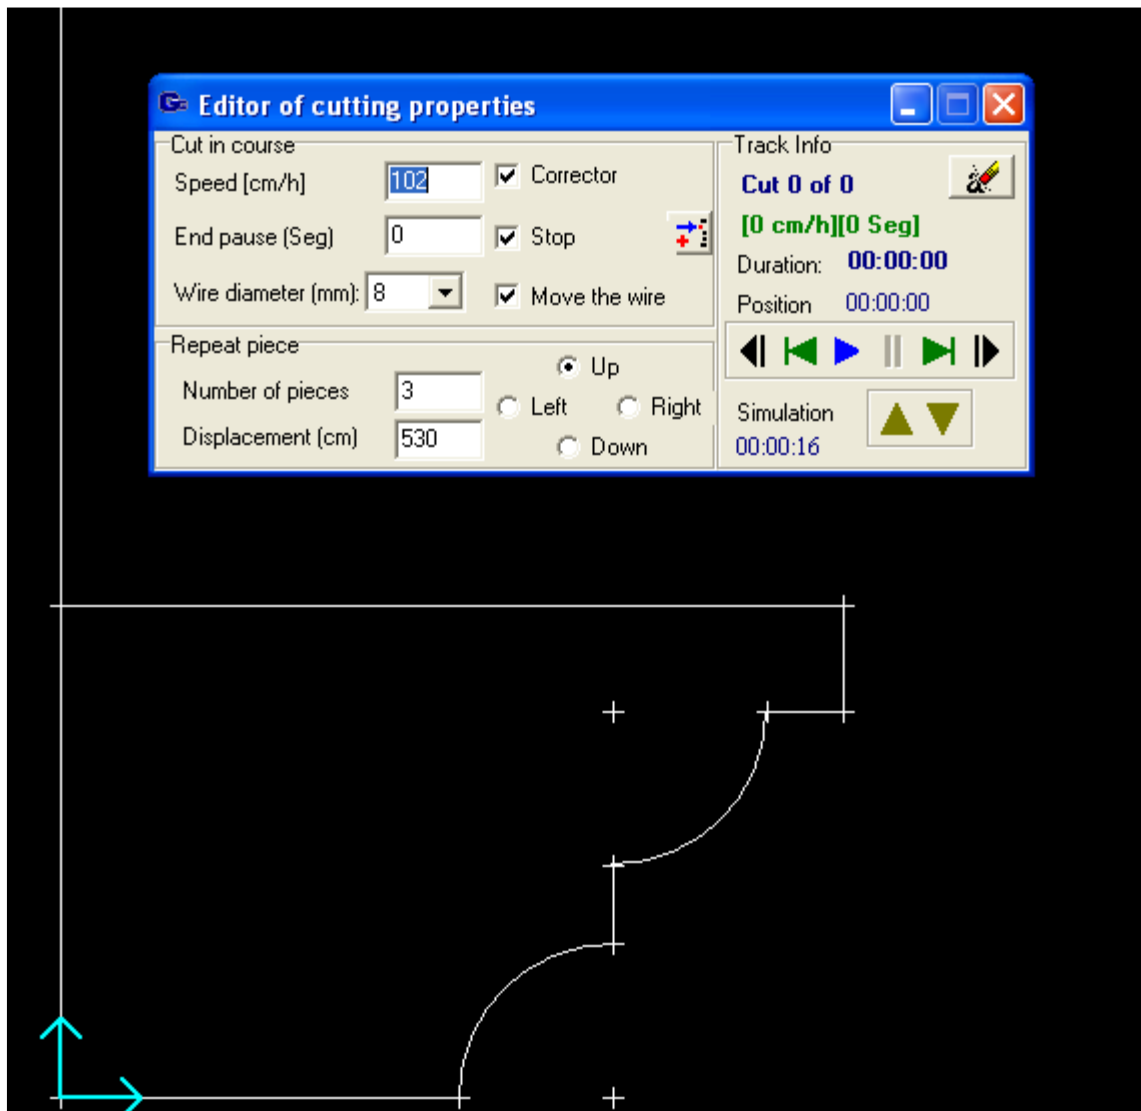 Editor of cutting properties
Cut in course
Speed [cm/h] 102 Corrector
End pause (Seg) 0 Stop
Wire diameter (mm): 8 Move the wire
Repeat piece
Up
Number of pieces 3
Left Right
Displacement (cm) 530
Down
Track Info
Cut 0 of 0
[0 cm/h][0 Seg]
Duration: 00:00:00
Position 00:00:00
Simulation
00:00:16